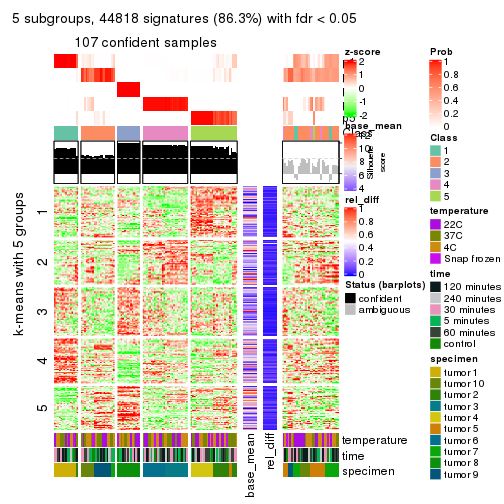 5 subgroups, 44818 signatures (86.3%) with fdr < 0.05
107 confident samples
k-means with 5 groups
1
2
3
4
5
z-score
2
1
0
-1
-2
base_mean
6
rel_diff
1
0.8
0.6
0.4
0.2
0
Status (barplots)
confident
ambiguous
Silhouette
score
Prob
1
0.8
0.6
0.4
0.2
0
Class
1
2
3
4
5
temperature
22C
37C
4C
Snap frozen
time
120 minutes
240 minutes
30 minutes
5 minutes
60 minutes
control
specimen
tumor 1
tumor 10
tumor 2
tumor 3
tumor 4
tumor 5
tumor 6
tumor 7
tumor 8
tumor 9
temperature
time
specimen
base_mean
rel_diff